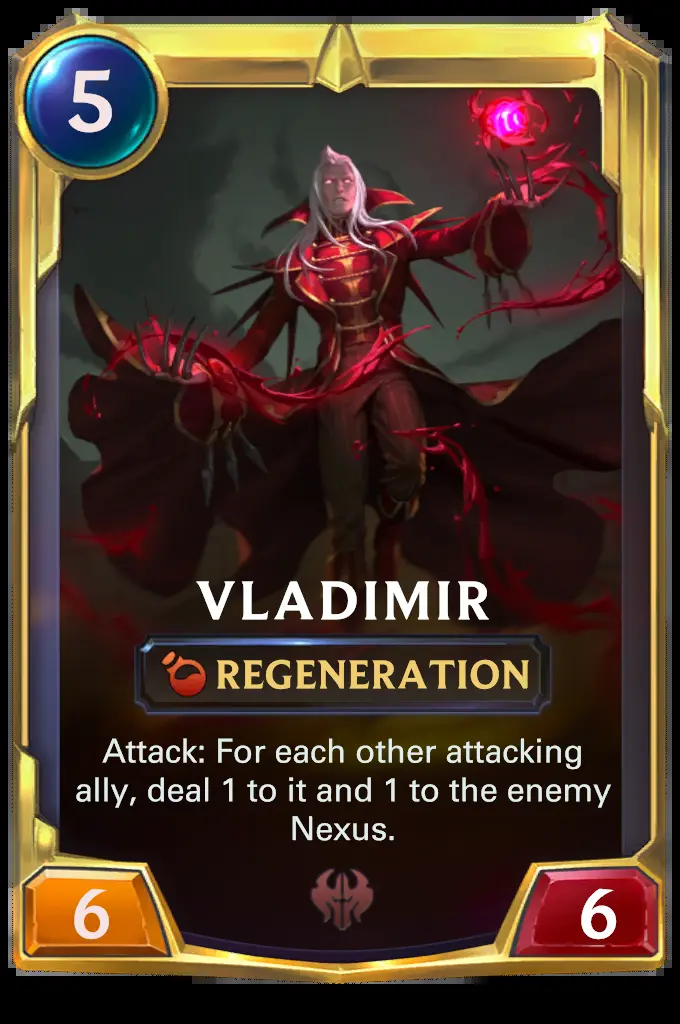 5
VLADIMIR
REGENERATION
Attack: For each other attacking
ally, deal 1 to it and 1 to the enemy
Nexus.
6 6